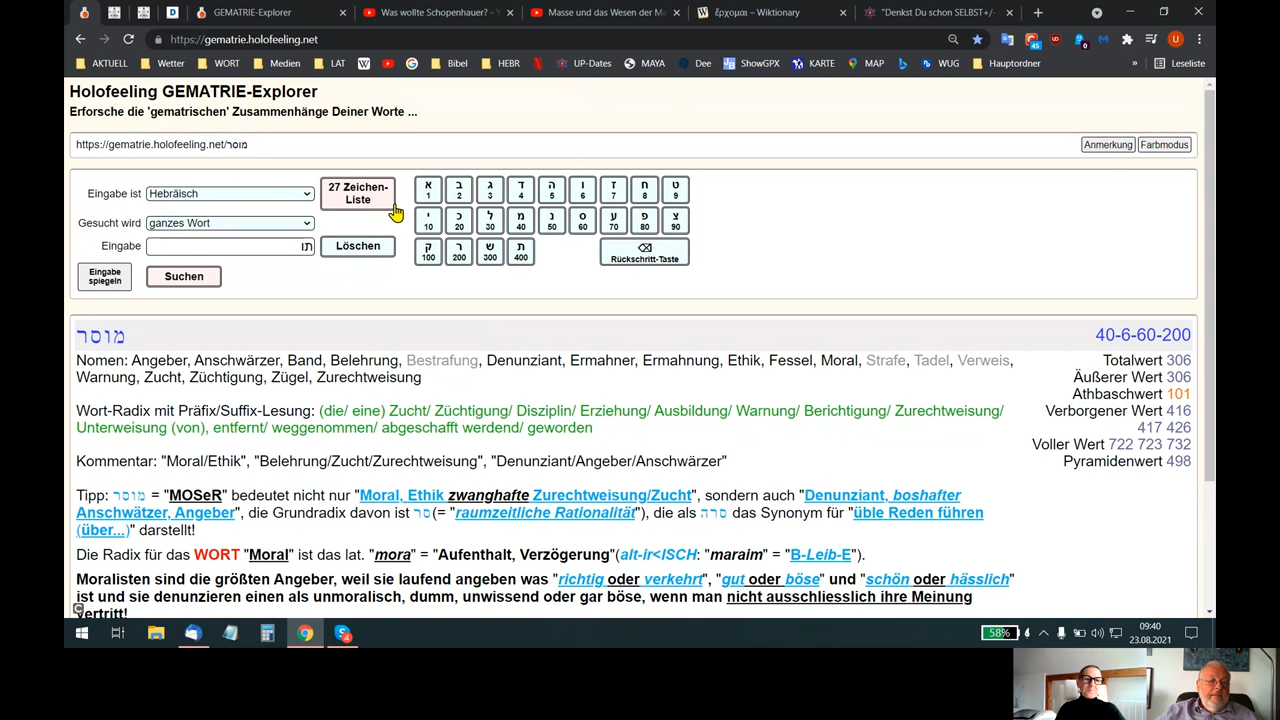 GEMATRIE-Explorer
Was wollte Schopenhauer? -
Masse und das Wesen der Ma
ἔρχομαι – Wiktionary
"Denkst Du schon SELBST+/-
https://gematrie.holofeeling.net
45
0
U
AKTUELL Wetter WORT Medien LAT Bibel HEBR UP-Dates MAYA Dee ShowGPX KARTE MAP WUG Hauptordner » Leseliste
Holofeeling GEMATRIE-Explorer
Erforsche die 'gematrischen' Zusammenhänge Deiner Worte ...
https://gematrie.holofeeling.net/מוסר
Anmerkung Farbmodus
Eingabe ist Hebräisch
27 Zeichen-
Liste
Gesucht wird ganzes Wort
Eingabe תו Löschen
Eingabe
spiegeln
Suchen
א ב ג ד ה ו ז ח ט
1 2 3 4 5 6 7 8 9
י כ ל מ נ ס ע פ צ
10 20 30 40 50 60 70 80 90
ק ר ש ת
100 200 300 400
⌫
Rückschritt-Taste
מוסר 40-6-60-200
Nomen: Angeber, Anschwärzer, Band, Belehrung, Bestrafung, Denunziant, Ermahner, Ermahnung, Ethik, Fessel, Moral, Strafe, Tadel, Verweis,
Warnung, Zucht, Züchtigung, Zügel, Zurechtweisung
Wort-Radix mit Präfix/Suffix-Lesung: (die/ eine) Zucht/ Züchtigung/ Disziplin/ Erziehung/ Ausbildung/ Warnung/ Berichtigung/ Zurechtweisung/
Unterweisung (von), entfernt/ weggenommen/ abgeschafft werdend/ geworden
Kommentar: "Moral/Ethik", "Belehrung/Zucht/Zurechtweisung", "Denunziant/Angeber/Anschwärzer"
Tipp: מוסר = "MOSeR" bedeutet nicht nur "Moral, Ethik zwanghafte Zurechtweisung/Zucht", sondern auch "Denunziant, boshafter
Anschwätzer, Angeber", die Grundradix davon ist סר(= "raumzeitliche Rationalität"), die als סרה das Synonym für "üble Reden führen
(über...)" darstellt!
Die Radix für das WORT "Moral" ist das lat. "mora" = "Aufenthalt, Verzögerung"(alt-ir<ISCH: "maraim" = "B-Leib-E").
Moralisten sind die größten Angeber, weil sie laufend angeben was "richtig oder verkehrt", "gut oder böse" und "schön oder hässlich"
ist und sie denunzieren einen als unmoralisch, dumm, unwissend oder gar böse, wenn man nicht ausschliesslich ihre Meinung
vertritt!
Totalwert 306
Äußerer Wert 306
Athbaschwert 101
Verborgener Wert 416
417 426
Voller Wert 722 723 732
Pyramidenwert 498
58%
09:40
23.08.2021